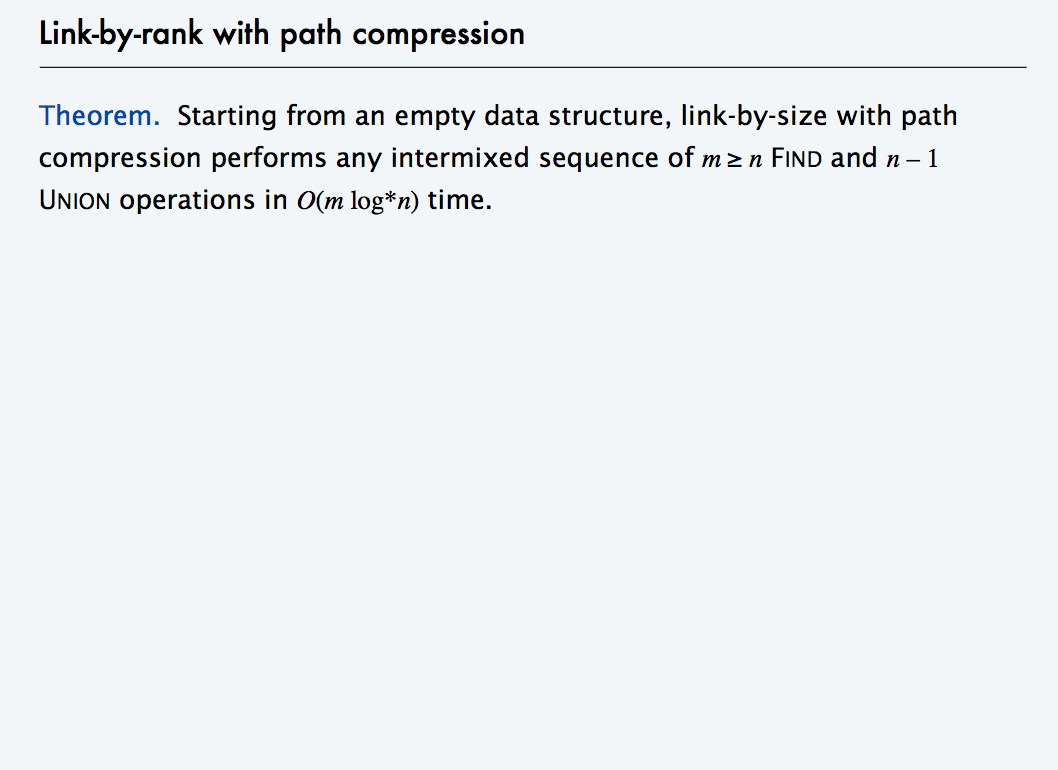 Link-by-rank with path compression
Theorem. Starting from an empty data structure, link-by-size with path
compression performs any intermixed sequence of m ≥ n FIND and n – 1
UNION operations in O(m log*n) time.